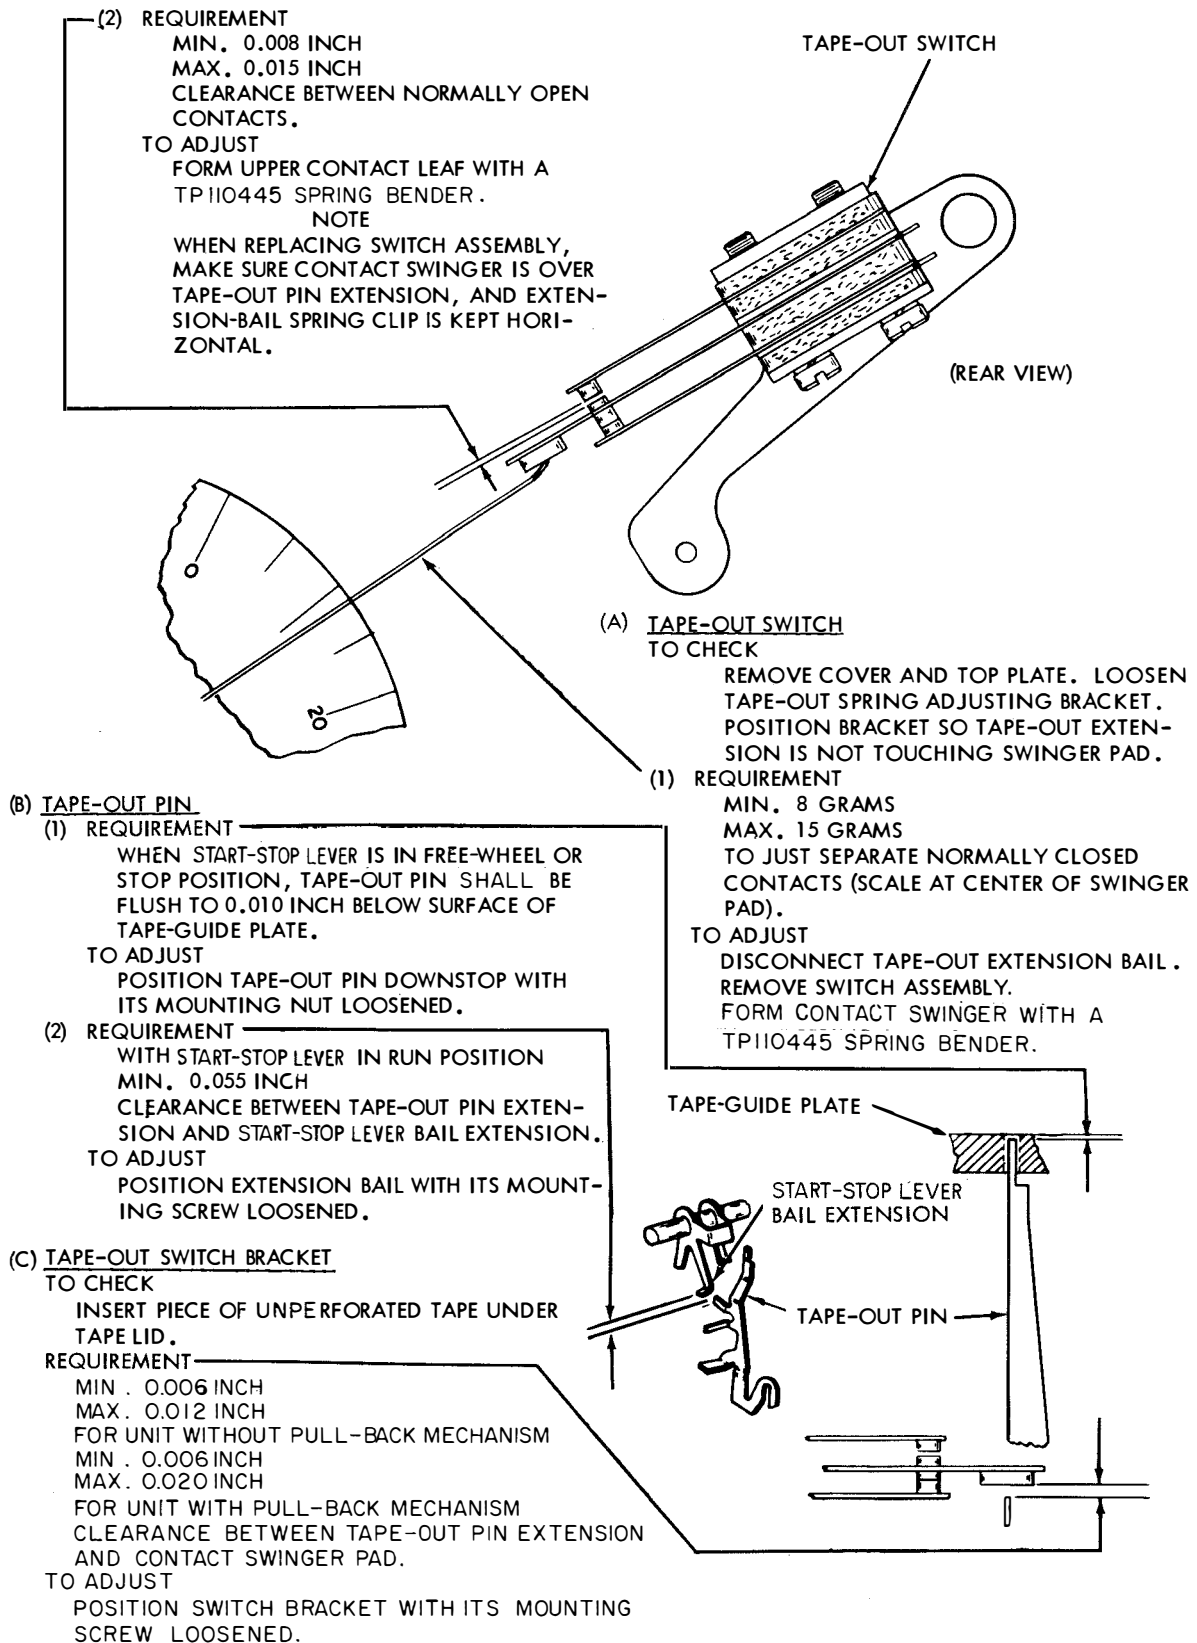 (2) REQUIREMENT
MIN. 0.008 INCH
MAX. 0.015 INCH
CLEARANCE BETWEEN NORMALLY OPEN
CONTACTS.
TO ADJUST
FORM UPPER CONTACT LEAF WITH A
TP110445 SPRING BENDER.
NOTE
WHEN REPLACING SWITCH ASSEMBLY,
MAKE SURE CONTACT SWINGER IS OVER
TAPE-OUT PIN EXTENSION, AND EXTEN-
SION-BAIL SPRING CLIP IS KEPT HORI-
ZONTAL.
TAPE-OUT SWITCH
(REAR VIEW)
0
20
(A) TAPE-OUT SWITCH
TO CHECK
REMOVE COVER AND TOP PLATE. LOOSEN
TAPE-OUT SPRING ADJUSTING BRACKET.
POSITION BRACKET SO TAPE-OUT EXTEN-
SION IS NOT TOUCHING SWINGER PAD.
(1) REQUIREMENT
MIN. 8 GRAMS
MAX. 15 GRAMS
TO JUST SEPARATE NORMALLY CLOSED
CONTACTS (SCALE AT CENTER OF SWINGER
PAD).
TO ADJUST
DISCONNECT TAPE-OUT EXTENSION BAIL.
REMOVE SWITCH ASSEMBLY.
FORM CONTACT SWINGER WITH A
TP110445 SPRING BENDER.
(B) TAPE-OUT PIN
(1) REQUIREMENT
WHEN START-STOP LEVER IS IN FREE-WHEEL OR
STOP POSITION, TAPE-OUT PIN SHALL BE
FLUSH TO 0.010 INCH BELOW SURFACE OF
TAPE-GUIDE PLATE.
TO ADJUST
POSITION TAPE-OUT PIN DOWNSTOP WITH
ITS MOUNTING NUT LOOSENED.
(2) REQUIREMENT
WITH START-STOP LEVER IN RUN POSITION
MIN. 0.055 INCH
CLEARANCE BETWEEN TAPE-OUT PIN EXTEN-
SION AND START-STOP LEVER BAIL EXTENSION.
TO ADJUST
POSITION EXTENSION BAIL WITH ITS MOUNT-
ING SCREW LOOSENED.
TAPE-GUIDE PLATE
START-STOP LEVER
BAIL EXTENSION
TAPE-OUT PIN
(C) TAPE-OUT SWITCH BRACKET
TO CHECK
INSERT PIECE OF UNPERFORATED TAPE UNDER
TAPE LID.
REQUIREMENT
MIN. 0.006 INCH
MAX. 0.012 INCH
FOR UNIT WITHOUT PULL-BACK MECHANISM
MIN. 0.006 INCH
MAX. 0.020 INCH
FOR UNIT WITH PULL-BACK MECHANISM
CLEARANCE BETWEEN TAPE-OUT PIN EXTENSION
AND CONTACT SWINGER PAD.
TO ADJUST
POSITION SWITCH BRACKET WITH ITS MOUNTING
SCREW LOOSENED.